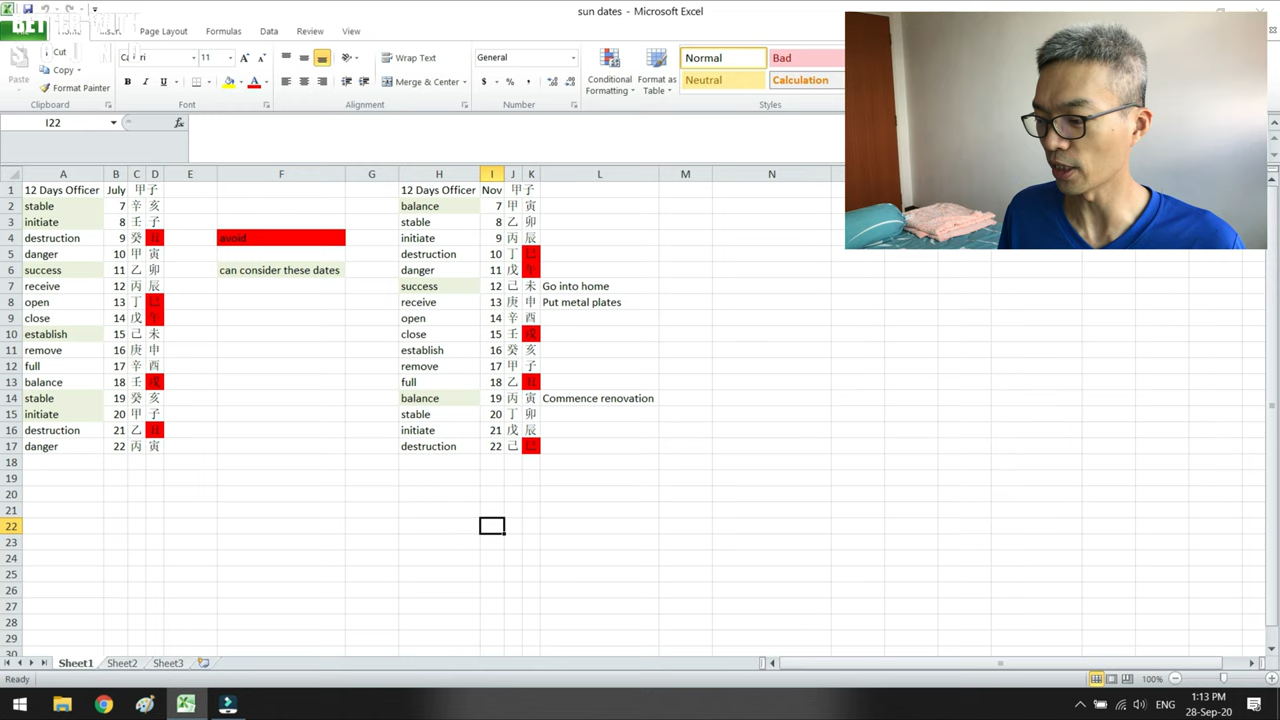 sun dates - Microsoft Excel
Page Layout Formulas Data Review View
Cut
Paste
Copy
Format Painter
Clipboard
11
B I U
Font
Wrap Text
Merge & Center
Alignment
General
$ % ,
Number
Conditional Formatting
Format as Table
Normal Bad
Neutral Calculation
Styles
I22
fx
A B C D E F G H I J K L M N
1 12 Days Officer July 甲子 12 Days Officer Nov 甲子
2 stable 7 辛 亥 balance 7 甲 寅
3 initiate 8 壬 子 stable 8 乙 卯
4 destruction 9 癸 丑 avoid initiate 9 丙 辰
5 danger 10 甲 寅 destruction 10 丁 巳
6 success 11 乙 卯 can consider these dates danger 11 戊 午
7 receive 12 丙 辰 success 12 己 未 Go into home
8 open 13 丁 巳 receive 13 庚 申 Put metal plates
9 close 14 戊 午 open 14 辛 酉
10 establish 15 己 未 close 15 壬 戌
11 remove 16 庚 申 establish 16 癸 亥
12 full 17 辛 酉 remove 17 甲 子
13 balance 18 壬 戌 full 18 乙 丑
14 stable 19 癸 亥 balance 19 丙 寅 Commence renovation
15 initiate 20 甲 子 stable 20 丁 卯
16 destruction 21 乙 丑 initiate 21 戊 辰
17 danger 22 丙 寅 destruction 22 己 巳
18
19
20
21
22
23
24
25
26
27
28
29
30
Sheet1 Sheet2 Sheet3
Ready
100%
ENG
1:13 PM
28-Sep-20